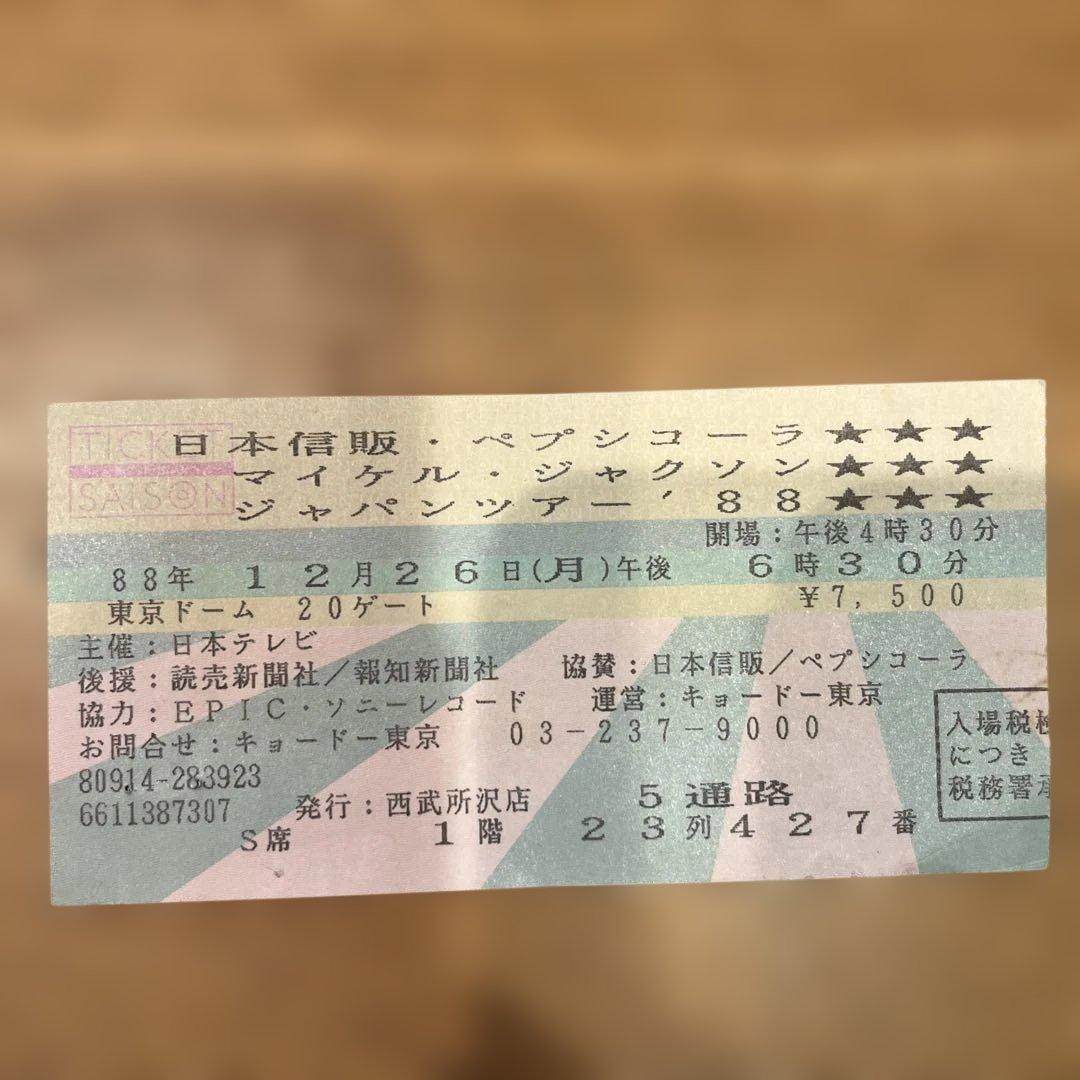 TICKET
SAISON
日本信販・ペプシコーラ★★★
マイケル・ジャクソン★★★
ジャパンツアー'88★★★
開場:午後4時30分
88年 12月26日(月)午後 6時30分
東京ドーム 20ゲート ¥7,500
主催:日本テレビ
後援:読売新聞社/報知新聞社 協賛:日本信販/ペプシコーラ
協力:EPIC・ソニーレコード 運営:キョードー東京
お問合せ:キョードー東京 03-237-9000
80914-283923
6611387307 発行:西武所沢店 5通路
S席 1階 23列427番
入場税検
につき
税務署承